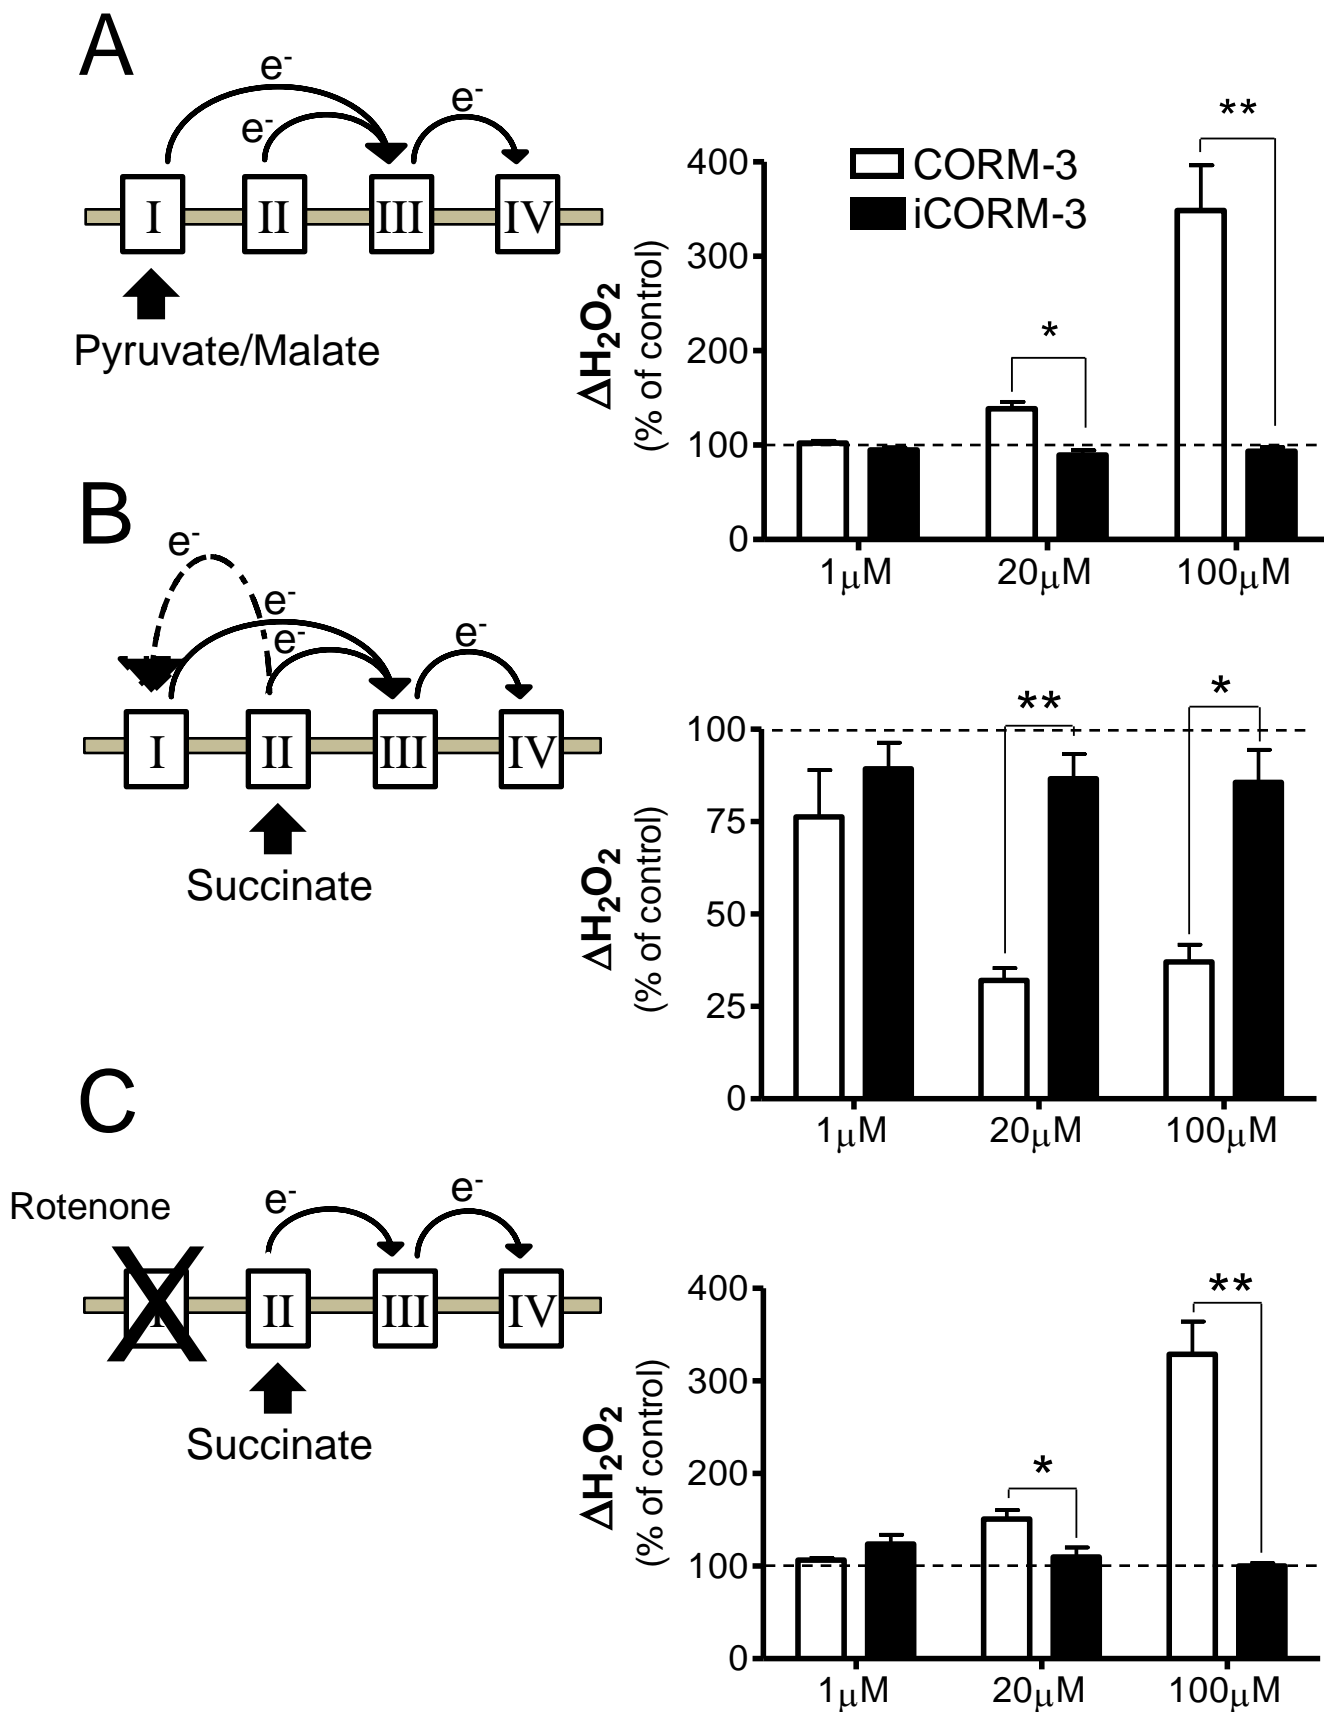 A
e-
e-
e-
I
II
III
IV
Pyruvate/Malate
ΔH2O2
(% of control)
400
300
200
100
0
CORM-3
iCORM-3
*
**
1μM
20μM
100μM
B
e-
e-
e-
e-
I
II
III
IV
Succinate
ΔH2O2
(% of control)
100
75
50
25
0
**
*
1μM
20μM
100μM
C
Rotenone
e-
e-
I
II
III
IV
Succinate
ΔH2O2
(% of control)
400
300
200
100
0
*
**
1μM
20μM
100μM